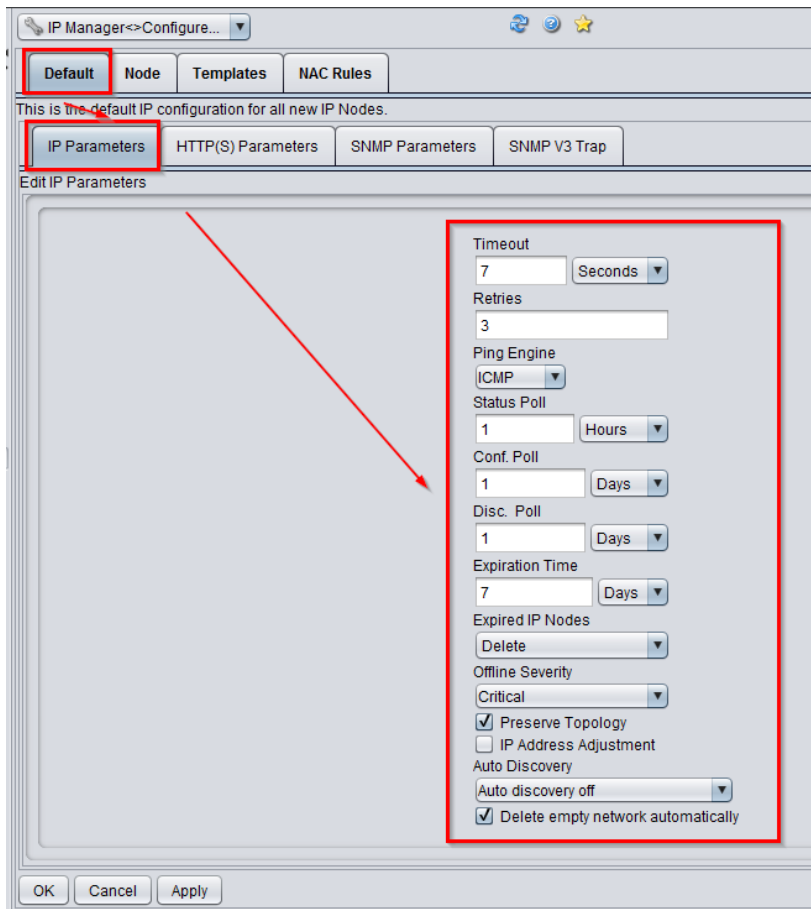 IP Manager<>Configure...
Default Node Templates NAC Rules
This is the default IP configuration for all new IP Nodes.
IP Parameters HTTP(S) Parameters SNMP Parameters SNMP V3 Trap
Edit IP Parameters
Timeout
7 Seconds
Retries
3
Ping Engine
ICMP
Status Poll
1 Hours
Conf. Poll
1 Days
Disc. Poll
1 Days
Expiration Time
7 Days
Expired IP Nodes
Delete
Offline Severity
Critical
Preserve Topology
IP Address Adjustment
Auto Discovery
Auto discovery off
Delete empty network automatically
OK Cancel Apply